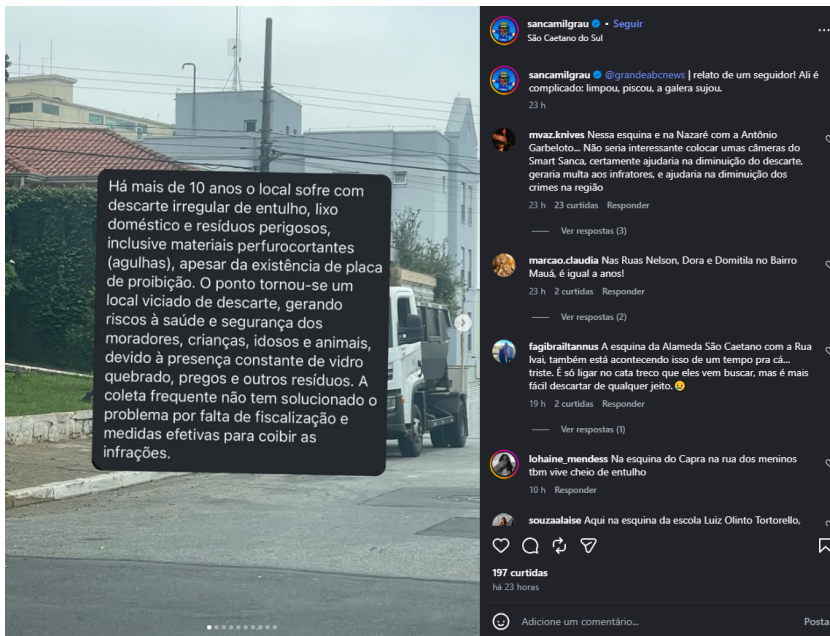 Há mais de 10 anos o local sofre com
descarte irregular de entulho, lixo
doméstico e resíduos perigosos,
inclusive materiais perfurocortantes
(agulhas), apesar da existência de placa
de proibição. O ponto tornou-se um
local viciado de descarte, gerando
riscos à saúde e segurança dos
moradores, crianças, idosos e animais,
devido à presença constante de vidro
quebrado, pregos e outros resíduos. A
coleta frequente não tem solucionado o
problema por falta de fiscalização e
medidas efetivas para coibir as
infrações.
sancamilgrau • Seguir
São Caetano do Sul
sancamilgrau @grandeabcnews | relato de um seguidor! Ali é
complicado: limpou, piscou, a galera sujou.
23 h
mvaz.knives Nessa esquina e na Nazaré com a Antônio
Garbeloto... Não seria interessante colocar umas câmeras do
Smart Sanca, certamente ajudaria na diminuição do descarte,
geraria multa aos infratores, e ajudaria na diminuição dos
crimes na região
23 h 23 curtidas Responder
Ver respostas (3)
marcao.claudia Nas Ruas Nelson, Dora e Domitila no Bairro
Mauá, é igual a anos!
23 h 2 curtidas Responder
Ver respostas (2)
fagibrailtannus A esquina da Alameda São Caetano com a Rua
Ivai, também está acontecendo isso de um tempo pra cá...
triste. É só ligar no cata treco que eles vem buscar, mas é mais
fácil descartar de qualquer jeito.😢
19 h 2 curtidas Responder
Ver respostas (1)
lohaine_mendess Na esquina do Capra na rua dos meninos
tbm vive cheio de entulho
10 h Responder
souzaalaise Aqui na esquina da escola Luiz Olinto Tortorello,
197 curtidas
há 23 horas
Adicione um comentário...
Posta